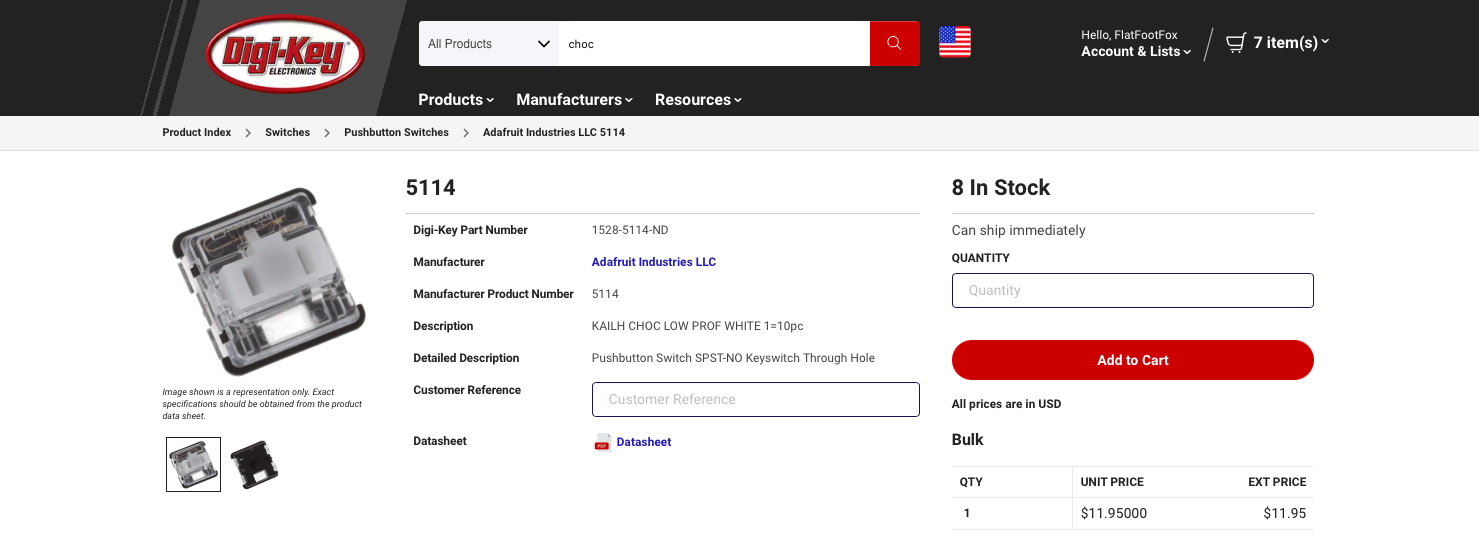 Digi-Key
ELECTRONICS
All Products
choc
Hello, FlatFootFox
Account & Lists
7 item(s)
Products
Manufacturers
Resources
Product Index > Switches > Pushbutton Switches > Adafruit Industries LLC 5114
5114
Digi-Key Part Number 1528-5114-ND
Manufacturer Adafruit Industries LLC
Manufacturer Product Number 5114
Description KAILH CHOC LOW PROF WHITE 1=10pc
Detailed Description Pushbutton Switch SPST-NO Keyswitch Through Hole
Customer Reference Customer Reference
Datasheet PDF Datasheet
Image shown is a representation only. Exact
specifications should be obtained from the product
data sheet.
8 In Stock
Can ship immediately
QUANTITY
Quantity
Add to Cart
All prices are in USD
Bulk
QTY UNIT PRICE EXT PRICE
1 $11.95000 $11.95